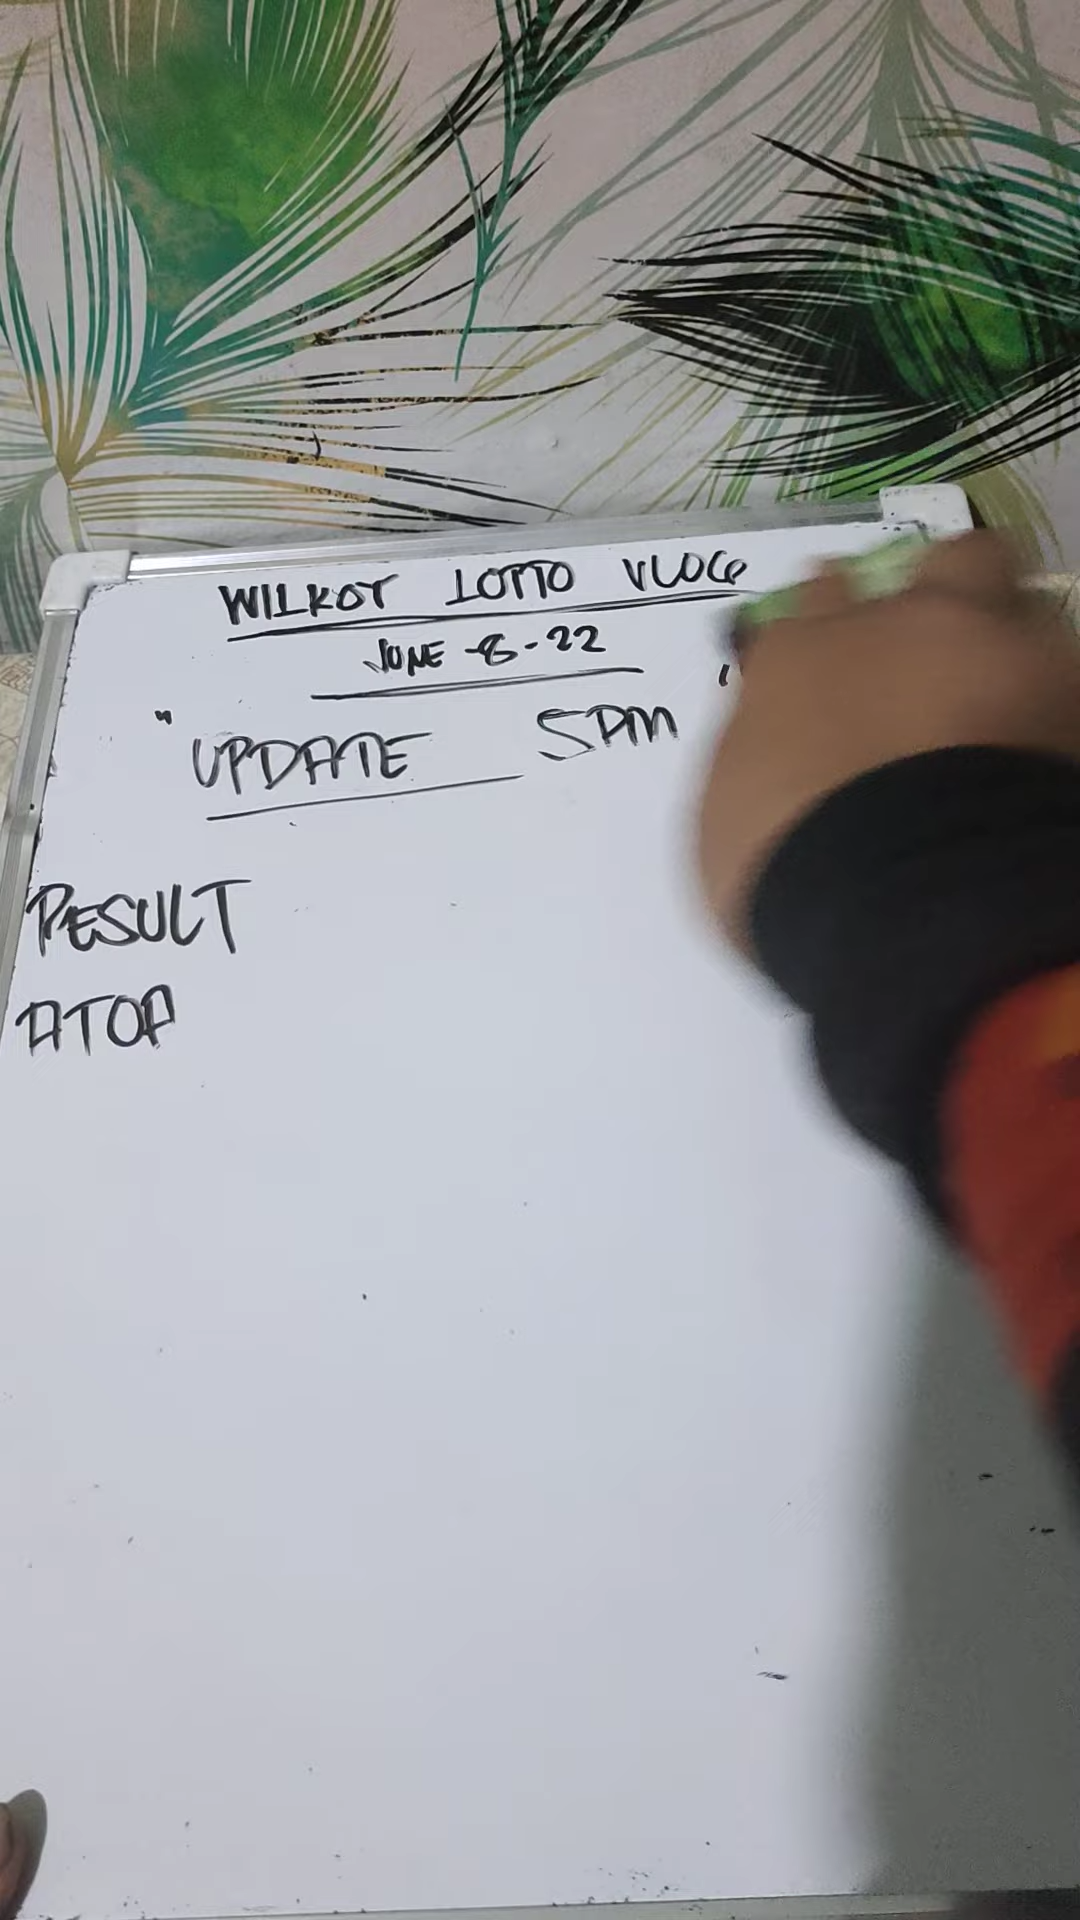 WILKOT LOTTO VLOG
JUNE -8-22
" UPDATE 5PM "
RESULT
ATOP